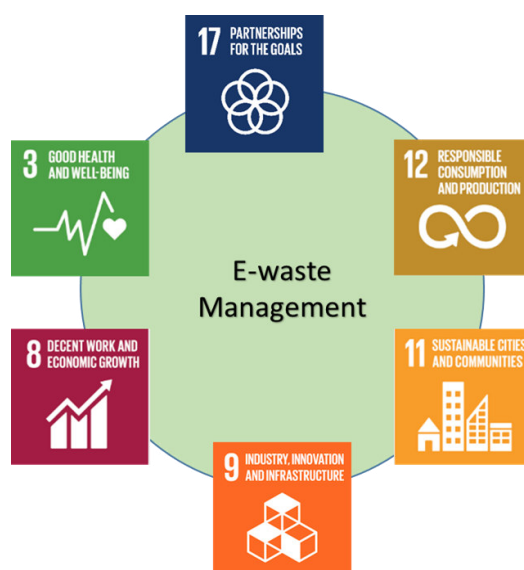 17 PARTNERSHIPS
FOR THE GOALS
3 GOOD HEALTH
AND WELL-BEING
12 RESPONSIBLE
CONSUMPTION
AND PRODUCTION
E-waste
Management
8 DECENT WORK AND
ECONOMIC GROWTH
11 SUSTAINABLE CITIES
AND COMMUNITIES
9 INDUSTRY, INNOVATION
AND INFRASTRUCTURE